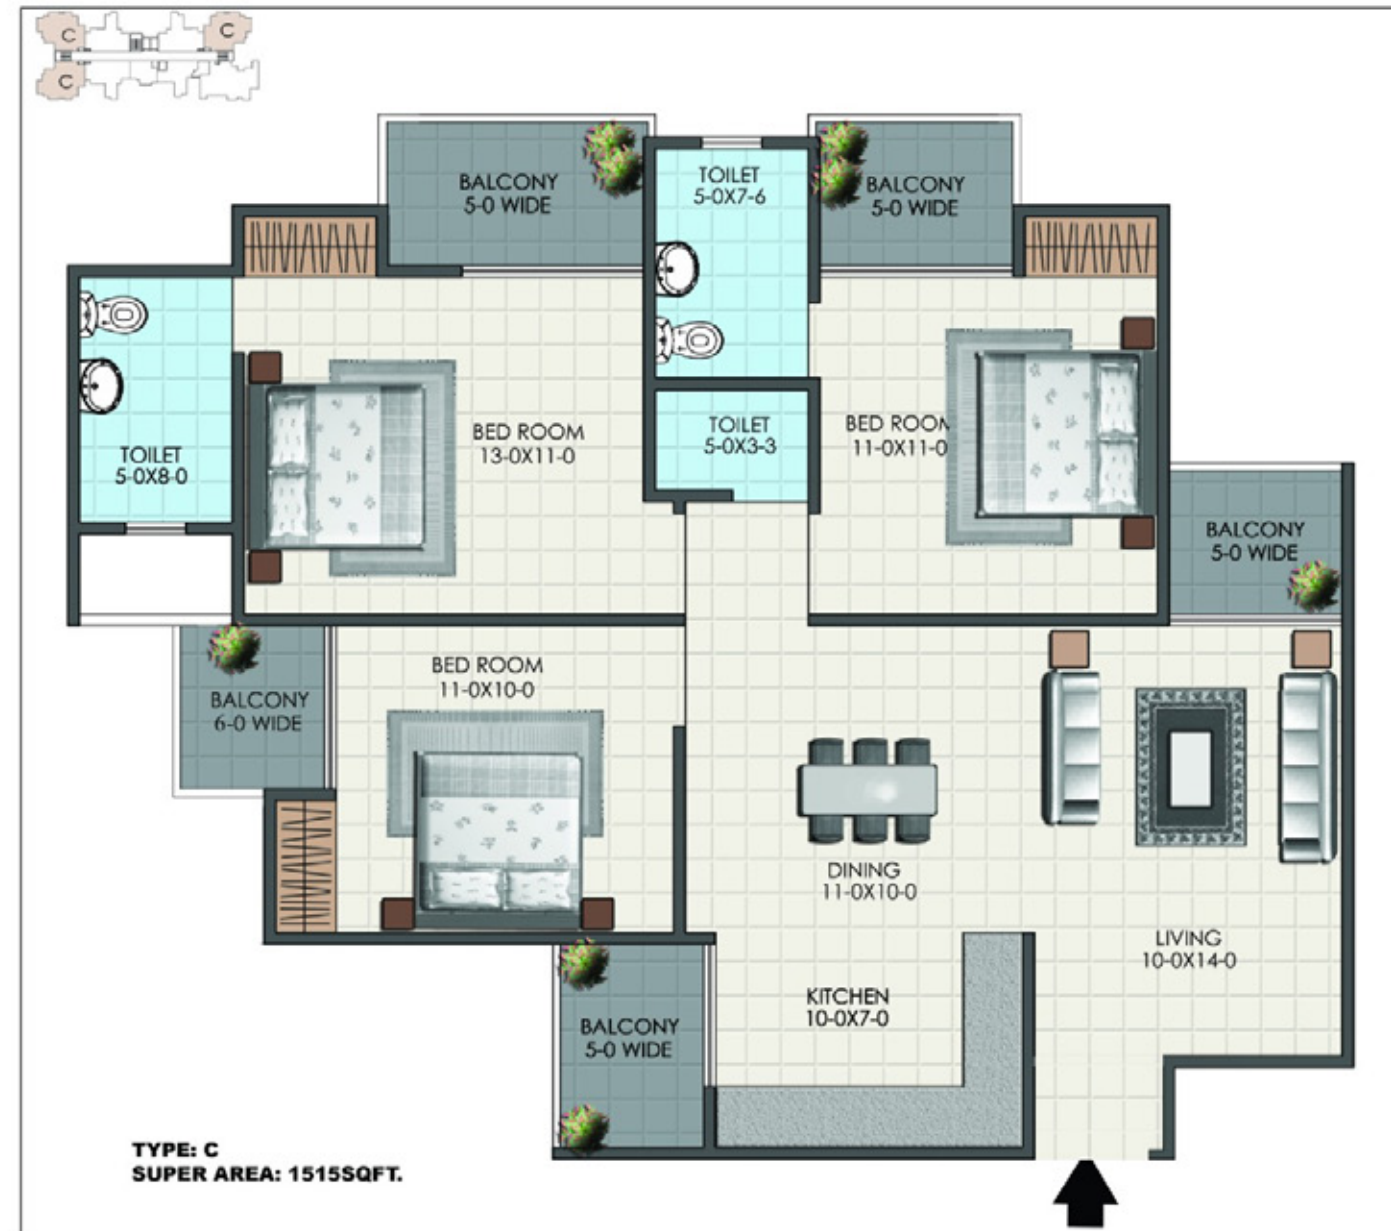 C
C
C
BALCONY
5-0 WIDE
TOILET
5-0X7-6
BALCONY
5-0 WIDE
TOILET
5-0X8-0
BED ROOM
13-0X11-0
TOILET
5-0X3-3
BED ROOM
11-0X11-0
BALCONY
5-0 WIDE
BALCONY
6-0 WIDE
BED ROOM
11-0X10-0
DINING
11-0X10-0
LIVING
10-0X14-0
KITCHEN
10-0X7-0
BALCONY
5-0 WIDE
TYPE: C
SUPER AREA: 1515SQFT.